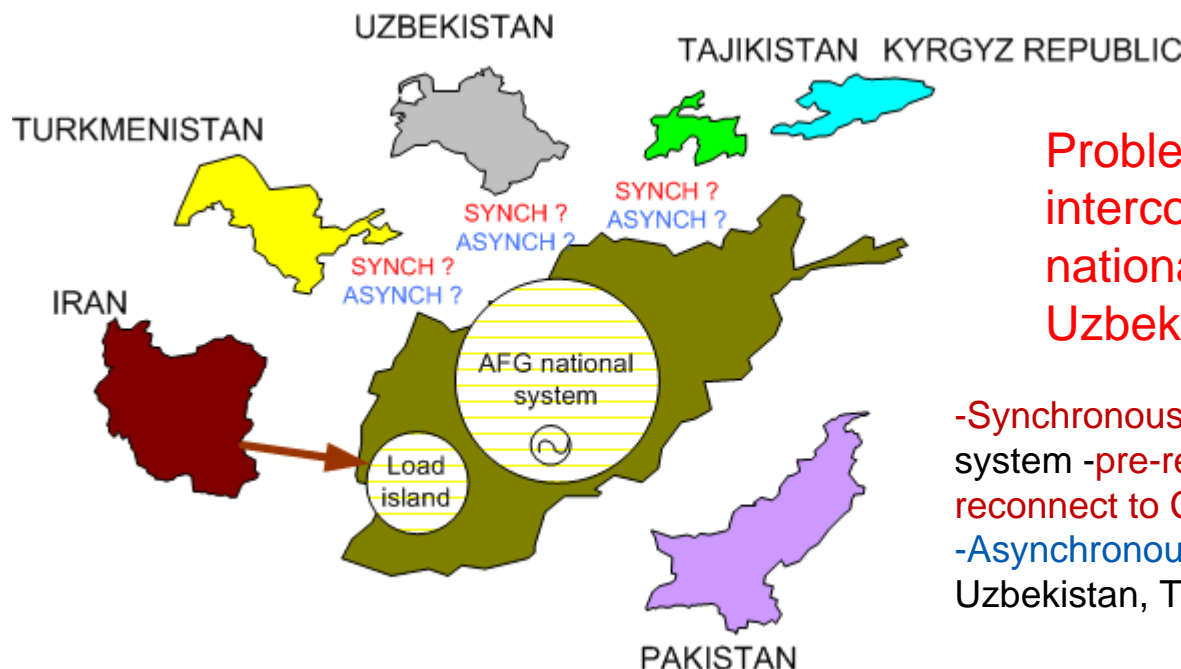 UZBEKISTAN
TAJIKISTAN KYRGYZ REPUBLIC
TURKMENISTAN
SYNCH ?
ASYNCH ?
SYNCH ?
ASYNCH ?
SYNCH ?
ASYNCH ?
IRAN
AFG national
system
Load
island
PAKISTAN
Proble
interco
nationa
Uzbek
-Synchronous
system -pre-re
reconnect to C
-Asynchronou
Uzbekistan, T